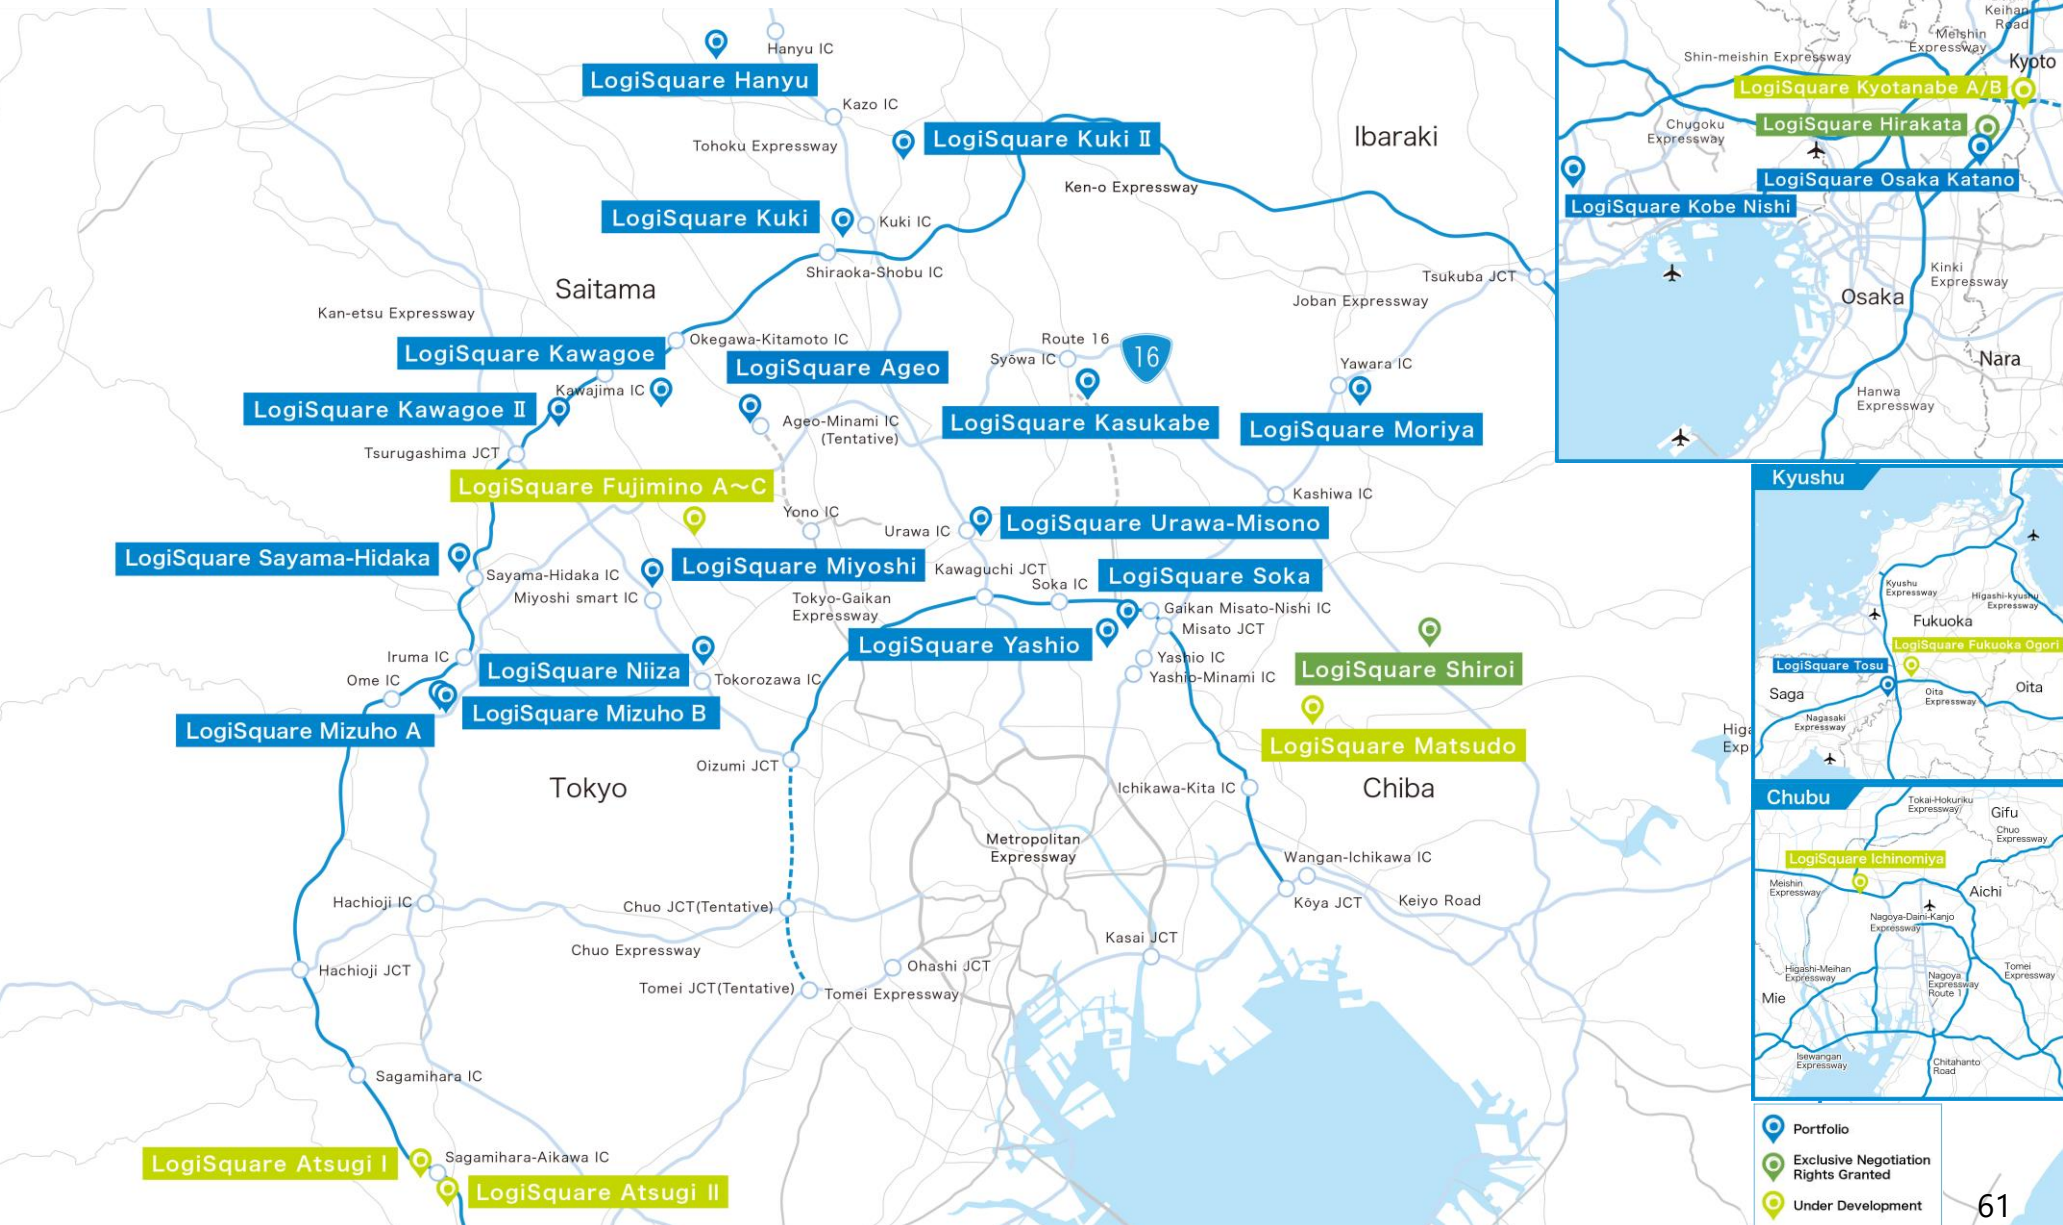 Hanyu IC
LogiSquare Hanyu
Kazo IC
Tohoku Expressway
LogiSquare Kuki Ⅱ
Ibaraki
Ken-o Expressway
LogiSquare Kuki
Kuki IC
Shiraoka-Shobu IC
Saitama
Tsukuba JCT
Joban Expressway
Kan-etsu Expressway
Okegawa-Kitamoto IC
LogiSquare Kawagoe
Kawajima IC
LogiSquare Ageo
Route 16
Syōwa IC
16
Yawara IC
LogiSquare Kawagoe Ⅱ
Ageo-Minami IC
(Tentative)
LogiSquare Kasukabe
LogiSquare Moriya
Tsurugashima JCT
LogiSquare Fujimino A～C
Kashiwa IC
Yono IC
Urawa IC
LogiSquare Urawa-Misono
LogiSquare Sayama-Hidaka
Sayama-Hidaka IC
Miyoshi smart IC
LogiSquare Miyoshi
Kawaguchi JCT
Soka IC
LogiSquare Soka
Tokyo-Gaikan
Expressway
Gaikan Misato-Nishi IC
Misato JCT
LogiSquare Yashio
Yashio IC
Yashio-Minami IC
Iruma IC
Ome IC
LogiSquare Niiza
Tokorozawa IC
LogiSquare Shiroi
LogiSquare Mizuho A
LogiSquare Mizuho B
LogiSquare Matsudo
Higa
Exp
Oizumi JCT
Tokyo
Ichikawa-Kita IC
Chiba
Metropolitan
Expressway
Wangan-Ichikawa IC
Hachioji IC
Chuo JCT(Tentative)
Kōya JCT
Keiyo Road
Chuo Expressway
Kasai JCT
Hachioji JCT
Ohashi JCT
Tomei JCT(Tentative)
Tomei Expressway
Sagamihara IC
LogiSquare Atsugi I
Sagamihara-Aikawa IC
LogiSquare Atsugi II
Keihan
Road
Meishin
Expressway
Shin-meishin Expressway
Kyoto
LogiSquare Kyotanabe A/B
Chugoku
Expressway
LogiSquare Hirakata
LogiSquare Osaka Katano
LogiSquare Kobe Nishi
Kinki
Expressway
Osaka
Nara
Hanwa
Expressway
Kyushu
Kyushu
Expressway
Higashi-kyushu
Expressway
Fukuoka
LogiSquare Fukuoka Ogori
LogiSquare Tosu
Saga
Oita
Expressway
Oita
Nagasaki
Expressway
Chubu
Tokai-Hokuriku
Expressway
Gifu
Chuo
Expressway
LogiSquare Ichinomiya
Meishin
Expressway
Aichi
Nagoya-Daini-Kanjo
Expressway
Higashi-Meihan
Expressway
Nagoya
Expressway
Route 1
Tomei
Expressway
Mie
Isewangan
Expressway
Chitahanto
Road
Portfolio
Exclusive Negotiation
Rights Granted
Under Development
61